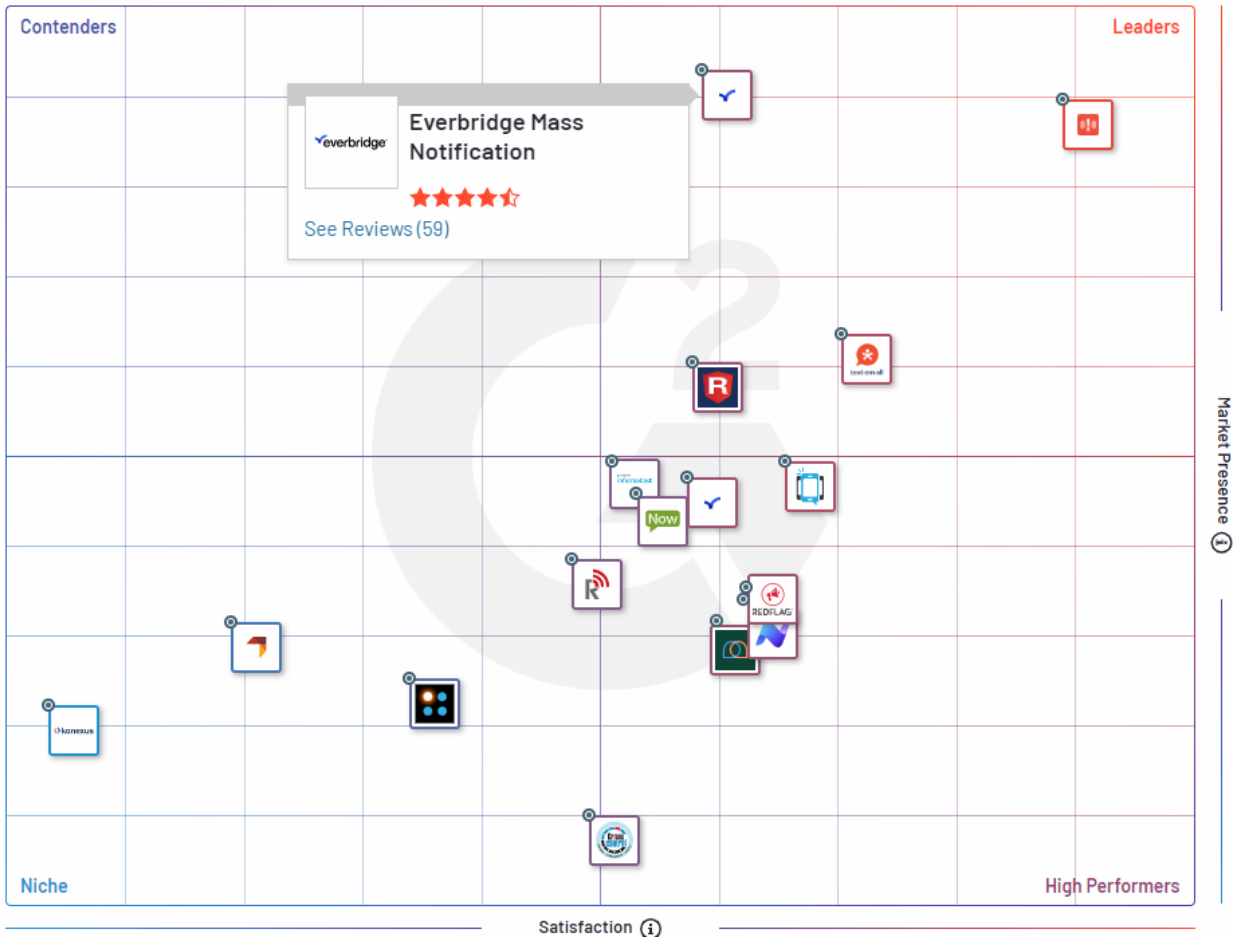 Contenders
Leaders
everbridge
Everbridge Mass
Notification
See Reviews (59)
2
text-em-all
R
Now
R
REDFLAG
konexus
Market Presence
Niche
High Performers
Satisfaction